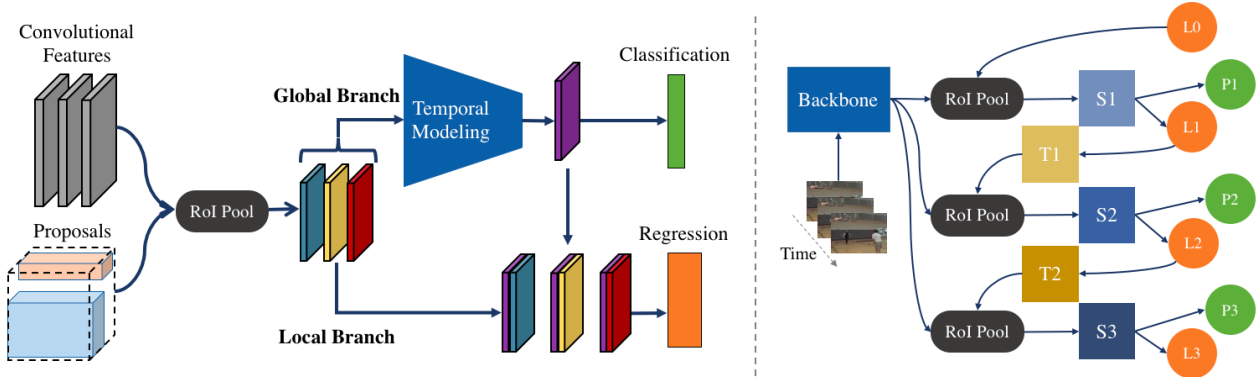 Convolutional
Features
Proposals
RoI Pool
Global Branch
Temporal
Modeling
Local Branch
Classification
Regression
Backbone
Time
L0
RoI Pool
S1
P1
L1
T1
RoI Pool
S2
P2
L2
T2
RoI Pool
S3
P3
L3